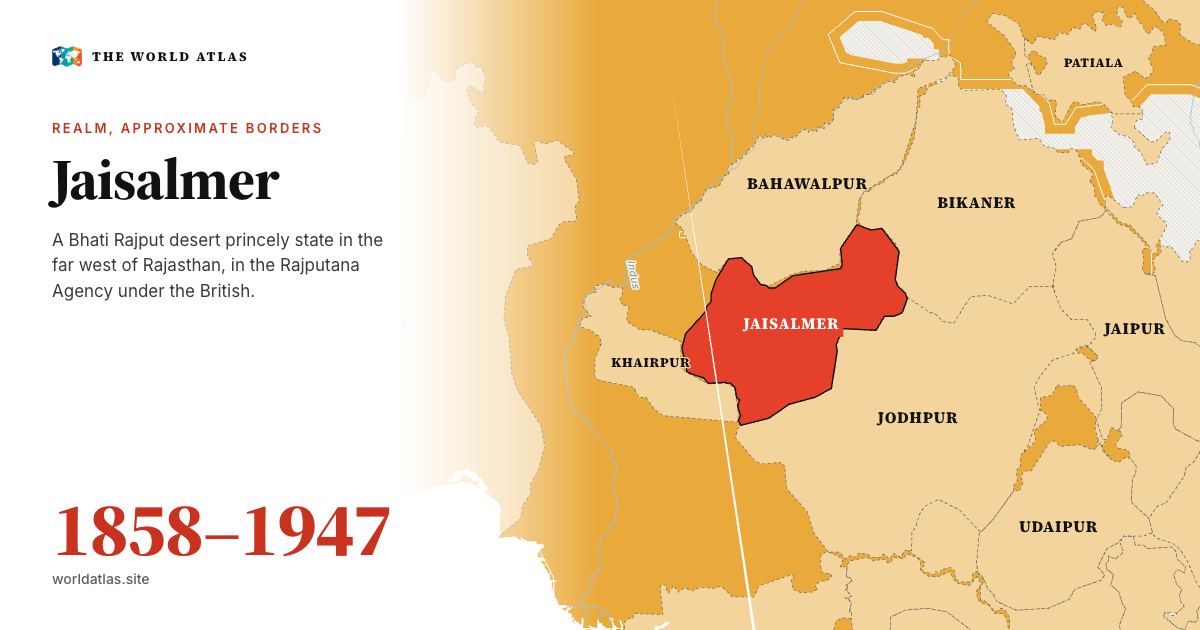 THE WORLD ATLAS
REALM, APPROXIMATE BORDERS
Jaisalmer
A Bhati Rajput desert princely state in the
far west of Rajasthan, in the Rajputana
Agency under the British.
1858–1947
worldatlas.site
PATIALA
BAHAWALPUR
BIKANER
Indus
JAISALMER
JAIPUR
KHAIRPUR
JODHPUR
UDAIPUR